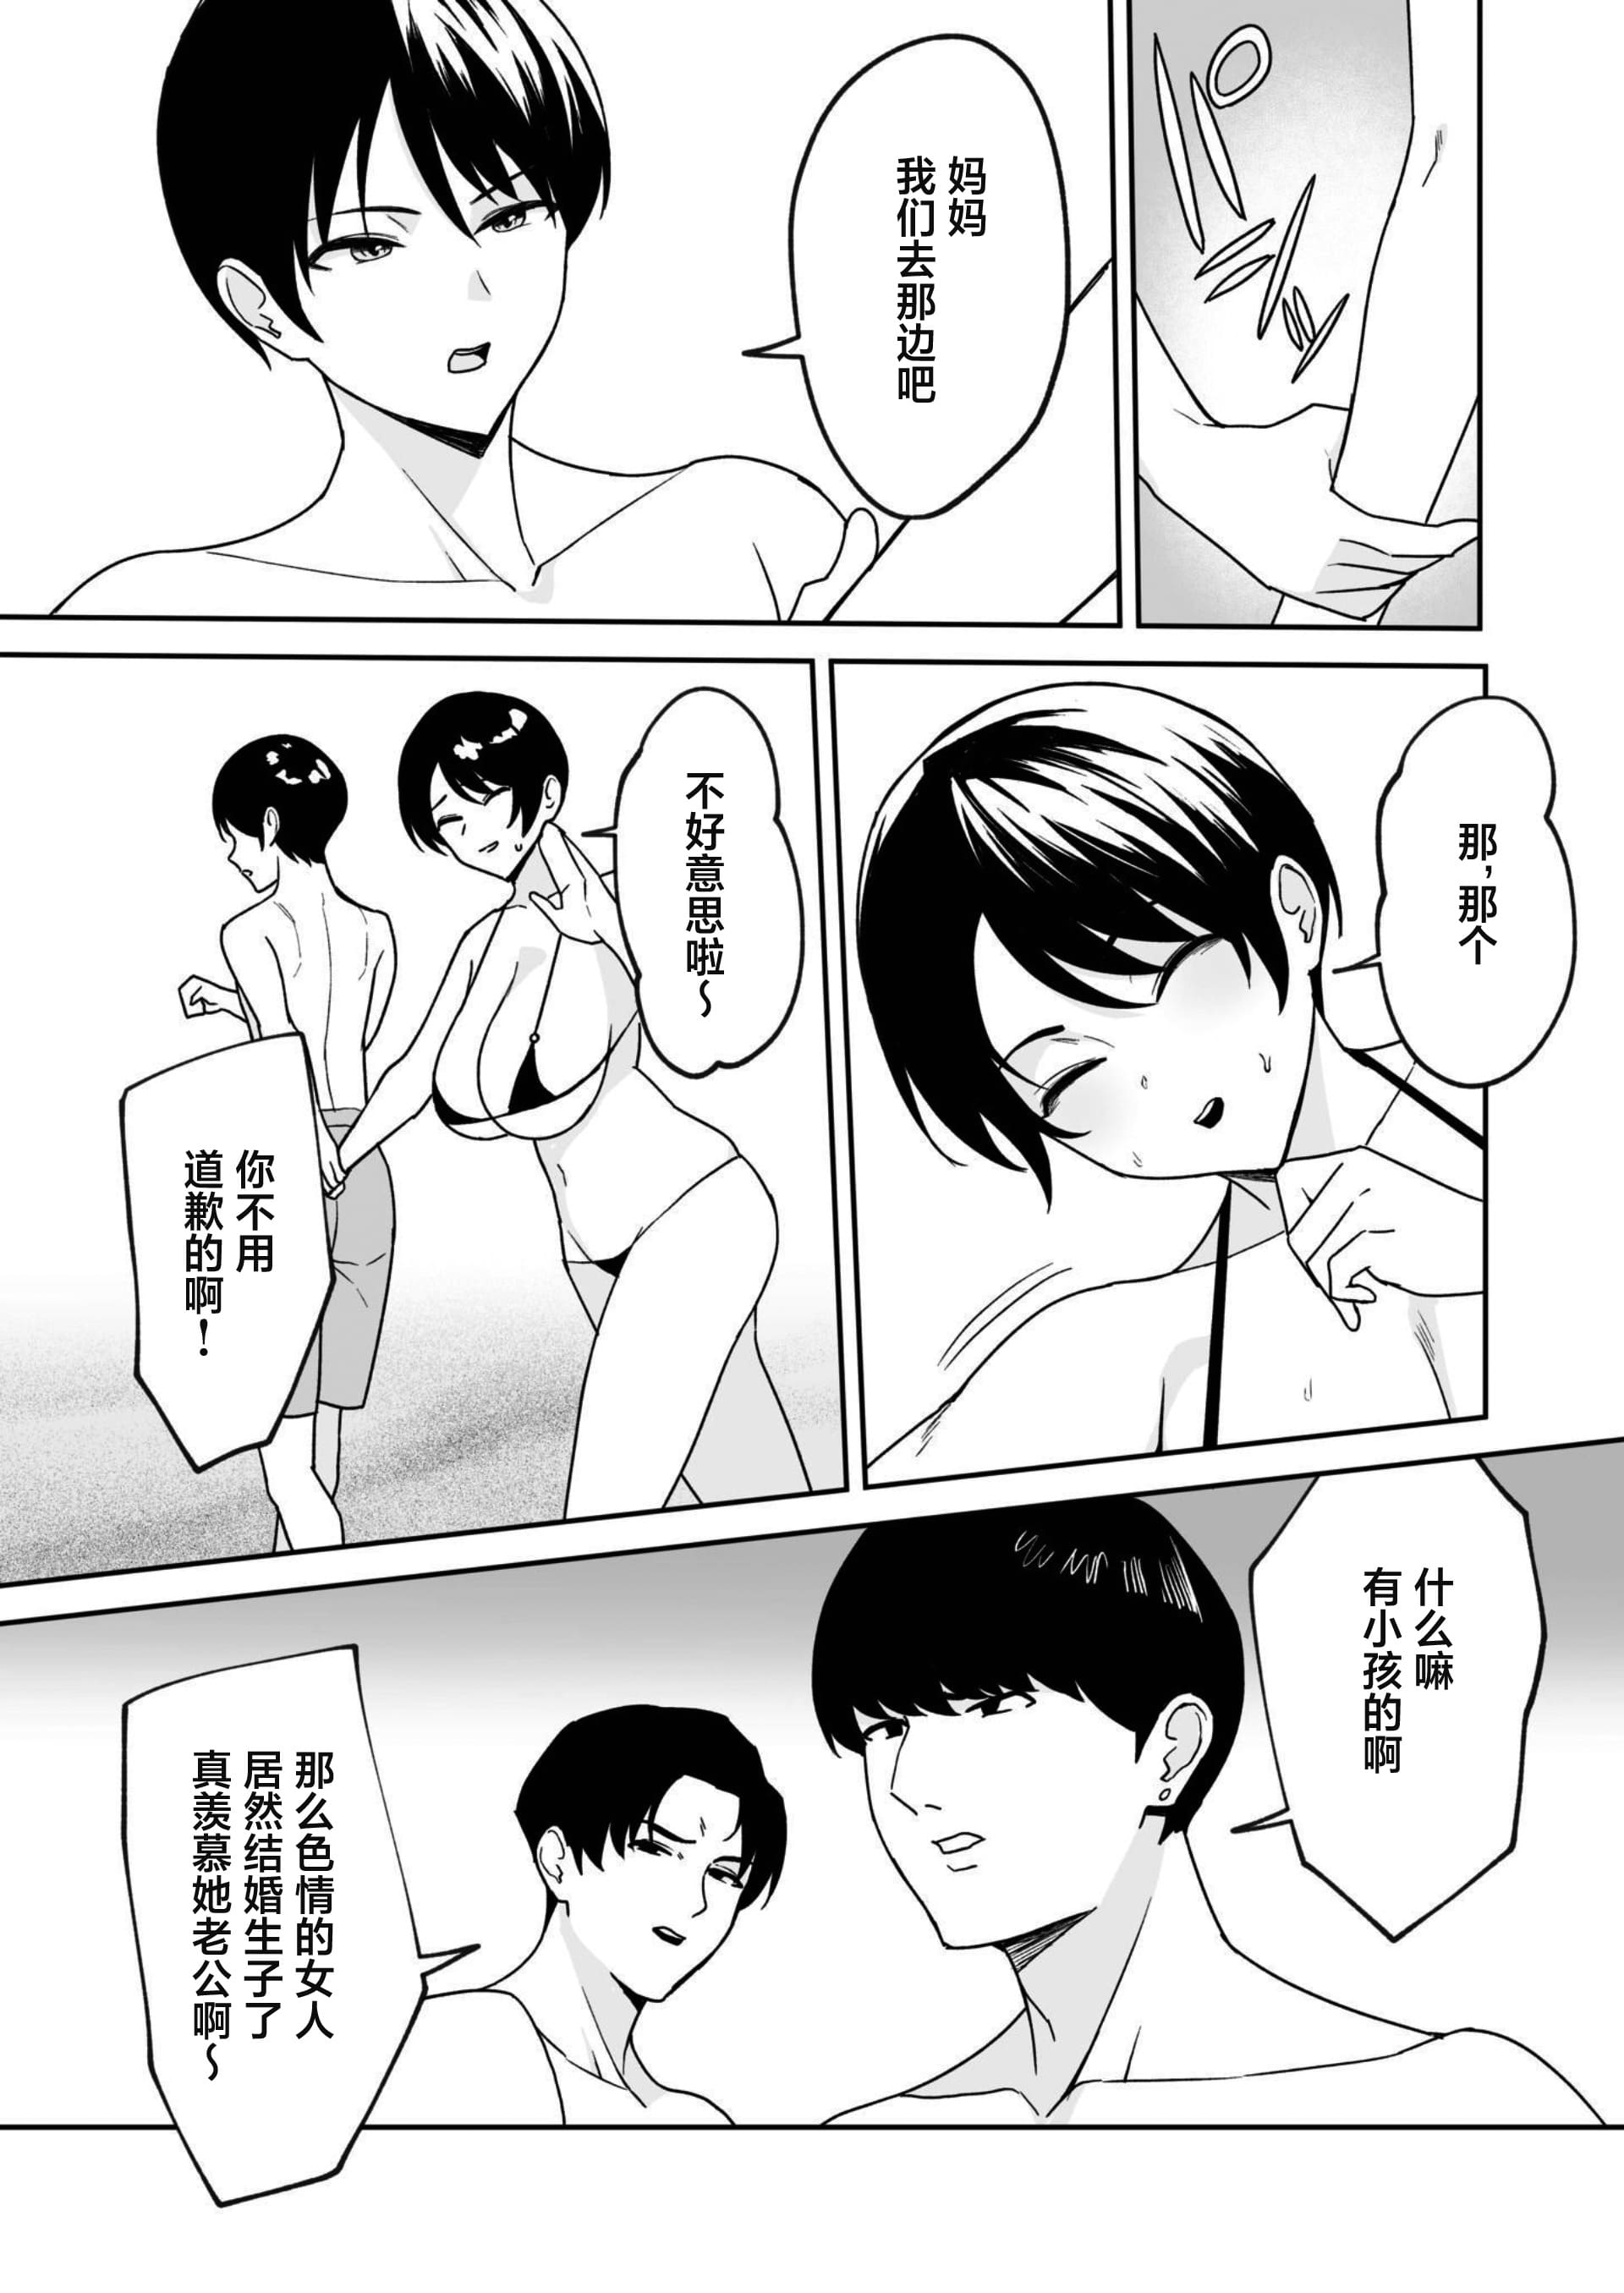 妈妈
我们去那边吧
那，那个
不好意思啦～
你不用
道歉的啊！
什么嘛
有小孩的啊
那么色情的女人
居然结婚生子了
真羡慕她老公啊～